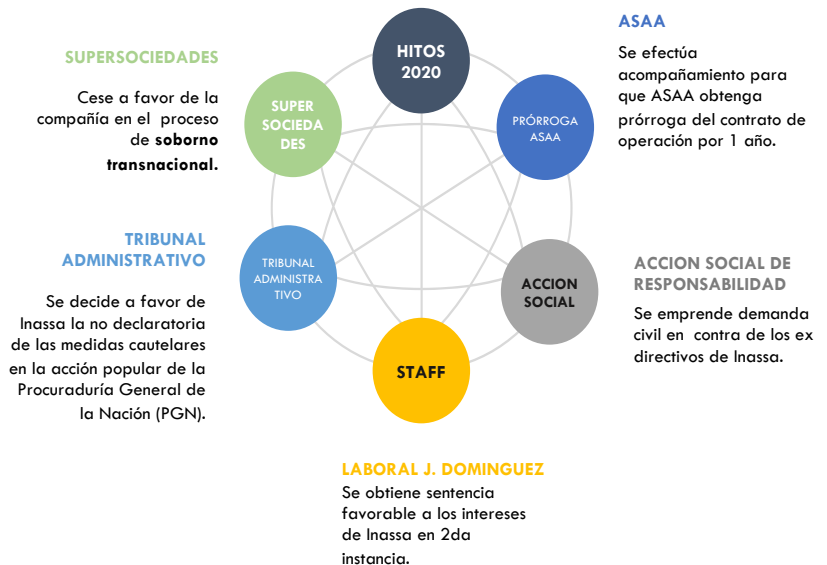 HITOS
2020
ASAA
Se efectúa
acompañamiento para
que ASAA obtenga
prórroga del contrato de
operación por 1 año.
PRÓRROGA
ASAA
SUPERSOCIEDADES
Cese a favor de la
compañía en el proceso
de soborno
transnacional.
SUPER
SOCIEDA
DES
TRIBUNAL
ADMINISTRATIVO
Se decide a favor de
Inassa la no declaratoria
de las medidas cautelares
en la acción popular de la
Procuraduría General de
la Nación (PGN).
TRIBUNAL
ADMINISTRA
TIVO
ACCION
SOCIAL
ACCION SOCIAL DE
RESPONSABILIDAD
Se emprende demanda
civil en contra de los ex
directivos de Inassa.
STAFF
LABORAL J. DOMINGUEZ
Se obtiene sentencia
favorable a los intereses
de Inassa en 2da
instancia.